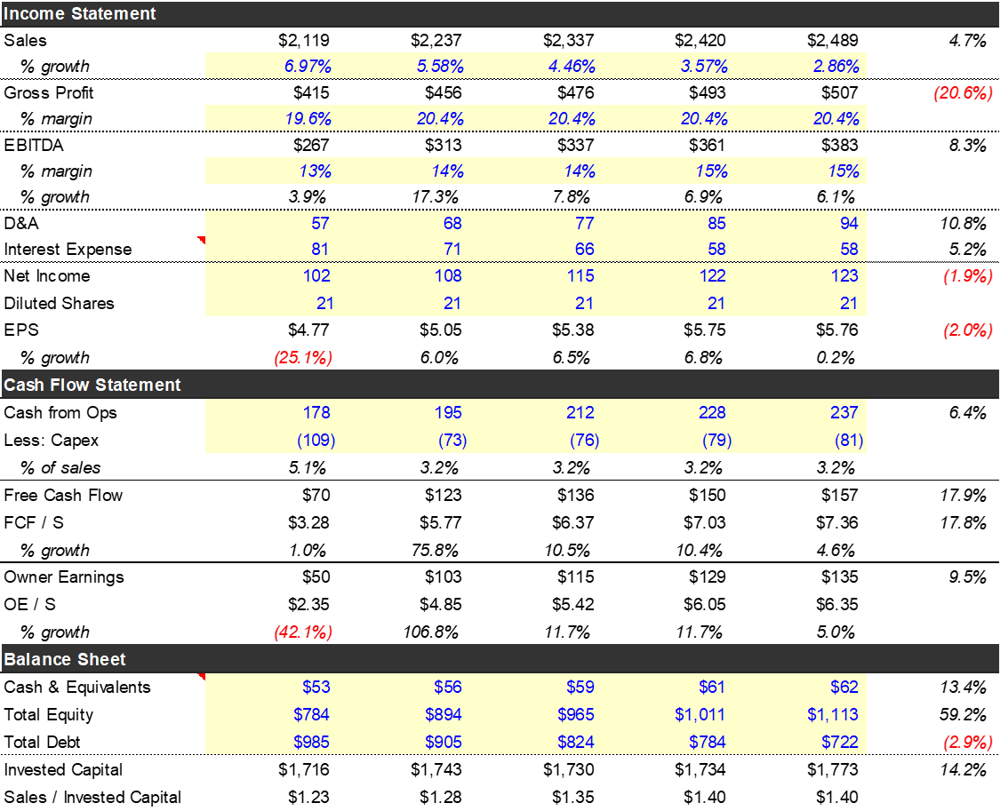 Income Statement
Sales $2,119 $2,237 $2,337 $2,420 $2,489 4.7%
% growth 6.97% 5.58% 4.46% 3.57% 2.86%
Gross Profit $415 $456 $476 $493 $507 (20.6%)
% margin 19.6% 20.4% 20.4% 20.4% 20.4%
EBITDA $267 $313 $337 $361 $383 8.3%
% margin 13% 14% 14% 15% 15%
% growth 3.9% 17.3% 7.8% 6.9% 6.1%
D&A 57 68 77 85 94 10.8%
Interest Expense 81 71 66 58 58 5.2%
Net Income 102 108 115 122 123 (1.9%)
Diluted Shares 21 21 21 21 21
EPS $4.77 $5.05 $5.38 $5.75 $5.76 (2.0%)
% growth (25.1%) 6.0% 6.5% 6.8% 0.2%
Cash Flow Statement
Cash from Ops 178 195 212 228 237 6.4%
Less: Capex (109) (73) (76) (79) (81)
% of sales 5.1% 3.2% 3.2% 3.2% 3.2%
Free Cash Flow $70 $123 $136 $150 $157 17.9%
FCF / S $3.28 $5.77 $6.37 $7.03 $7.36 17.8%
% growth 1.0% 75.8% 10.5% 10.4% 4.6%
Owner Earnings $50 $103 $115 $129 $135 9.5%
OE / S $2.35 $4.85 $5.42 $6.05 $6.35
% growth (42.1%) 106.8% 11.7% 11.7% 5.0%
Balance Sheet
Cash & Equivalents $53 $56 $59 $61 $62 13.4%
Total Equity $784 $894 $965 $1,011 $1,113 59.2%
Total Debt $985 $905 $824 $784 $722 (2.9%)
Invested Capital $1,716 $1,743 $1,730 $1,734 $1,773 14.2%
Sales / Invested Capital $1.23 $1.28 $1.35 $1.40 $1.40